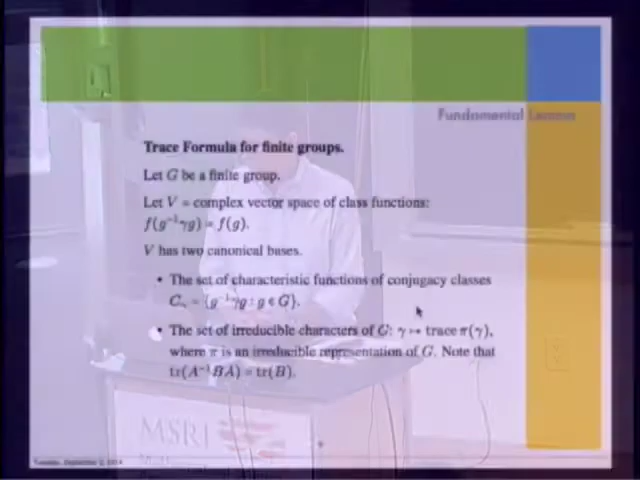 Fundamental Lemma
Trace Formula for finite groups.
Let G be a finite group.
Let V = complex vector space of class functions:
f(g⁻¹γg) = f(g).
V has two canonical bases.
• The set of characteristic functions of conjugacy classes
C_γ = {g⁻¹γg : g ∈ G}.
• The set of irreducible characters of G: γ ↦ trace π(γ),
where π is an irreducible representation of G. Note that
tr(A⁻¹BA) = tr(B).
MSRI